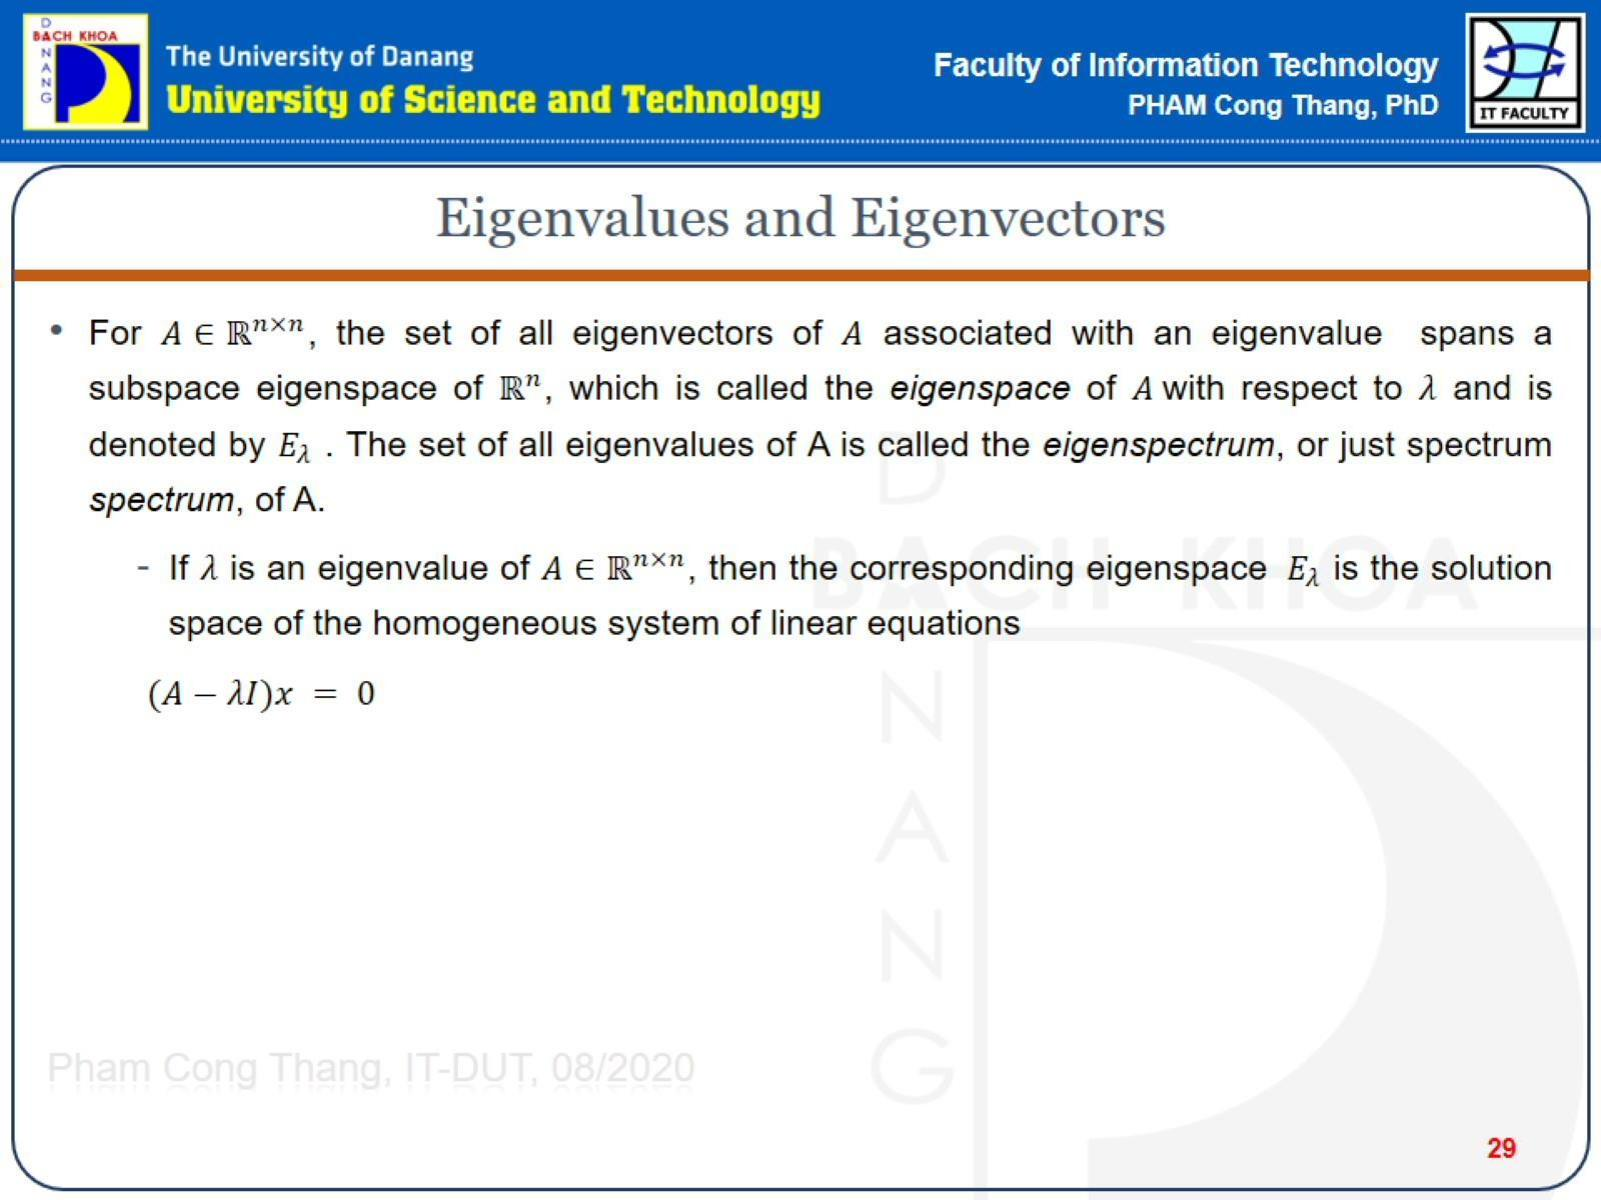 D
BACH KHOA
N
A
N
G
The University of Danang
University of Science and Technology
Faculty of Information Technology
PHAM Cong Thang, PhD
IT FACULTY
Eigenvalues and Eigenvectors
• For A ∈ ℝⁿˣⁿ, the set of all eigenvectors of A associated with an eigenvalue spans a
subspace eigenspace of ℝⁿ, which is called the eigenspace of A with respect to λ and is
denoted by E_λ . The set of all eigenvalues of A is called the eigenspectrum, or just spectrum
spectrum, of A.
- If λ is an eigenvalue of A ∈ ℝⁿˣⁿ, then the corresponding eigenspace E_λ is the solution
space of the homogeneous system of linear equations
(A − λI)x = 0
D
BACH KHOA
N
A
N
G
Pham Cong Thang, IT-DUT, 08/2020
29